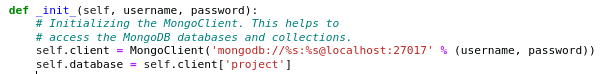 def _init_(self, username, password):
    # Initializing the MongoClient. This helps to
    # access the MongoDB databases and collections.
    self.client = MongoClient('mongodb://%s:%s@localhost:27017' % (username, password))
    self.database = self.client['project']